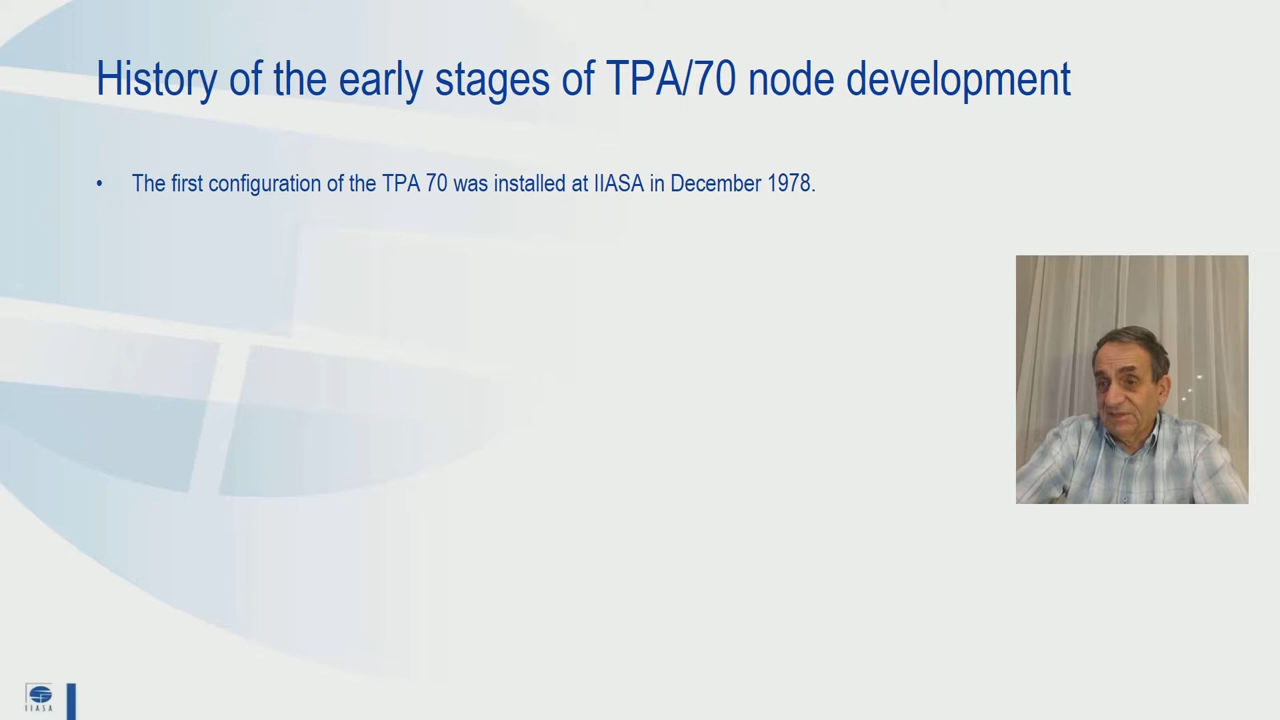 History of the early stages of TPA/70 node development
• The first configuration of the TPA 70 was installed at IIASA in December 1978.
IIASA